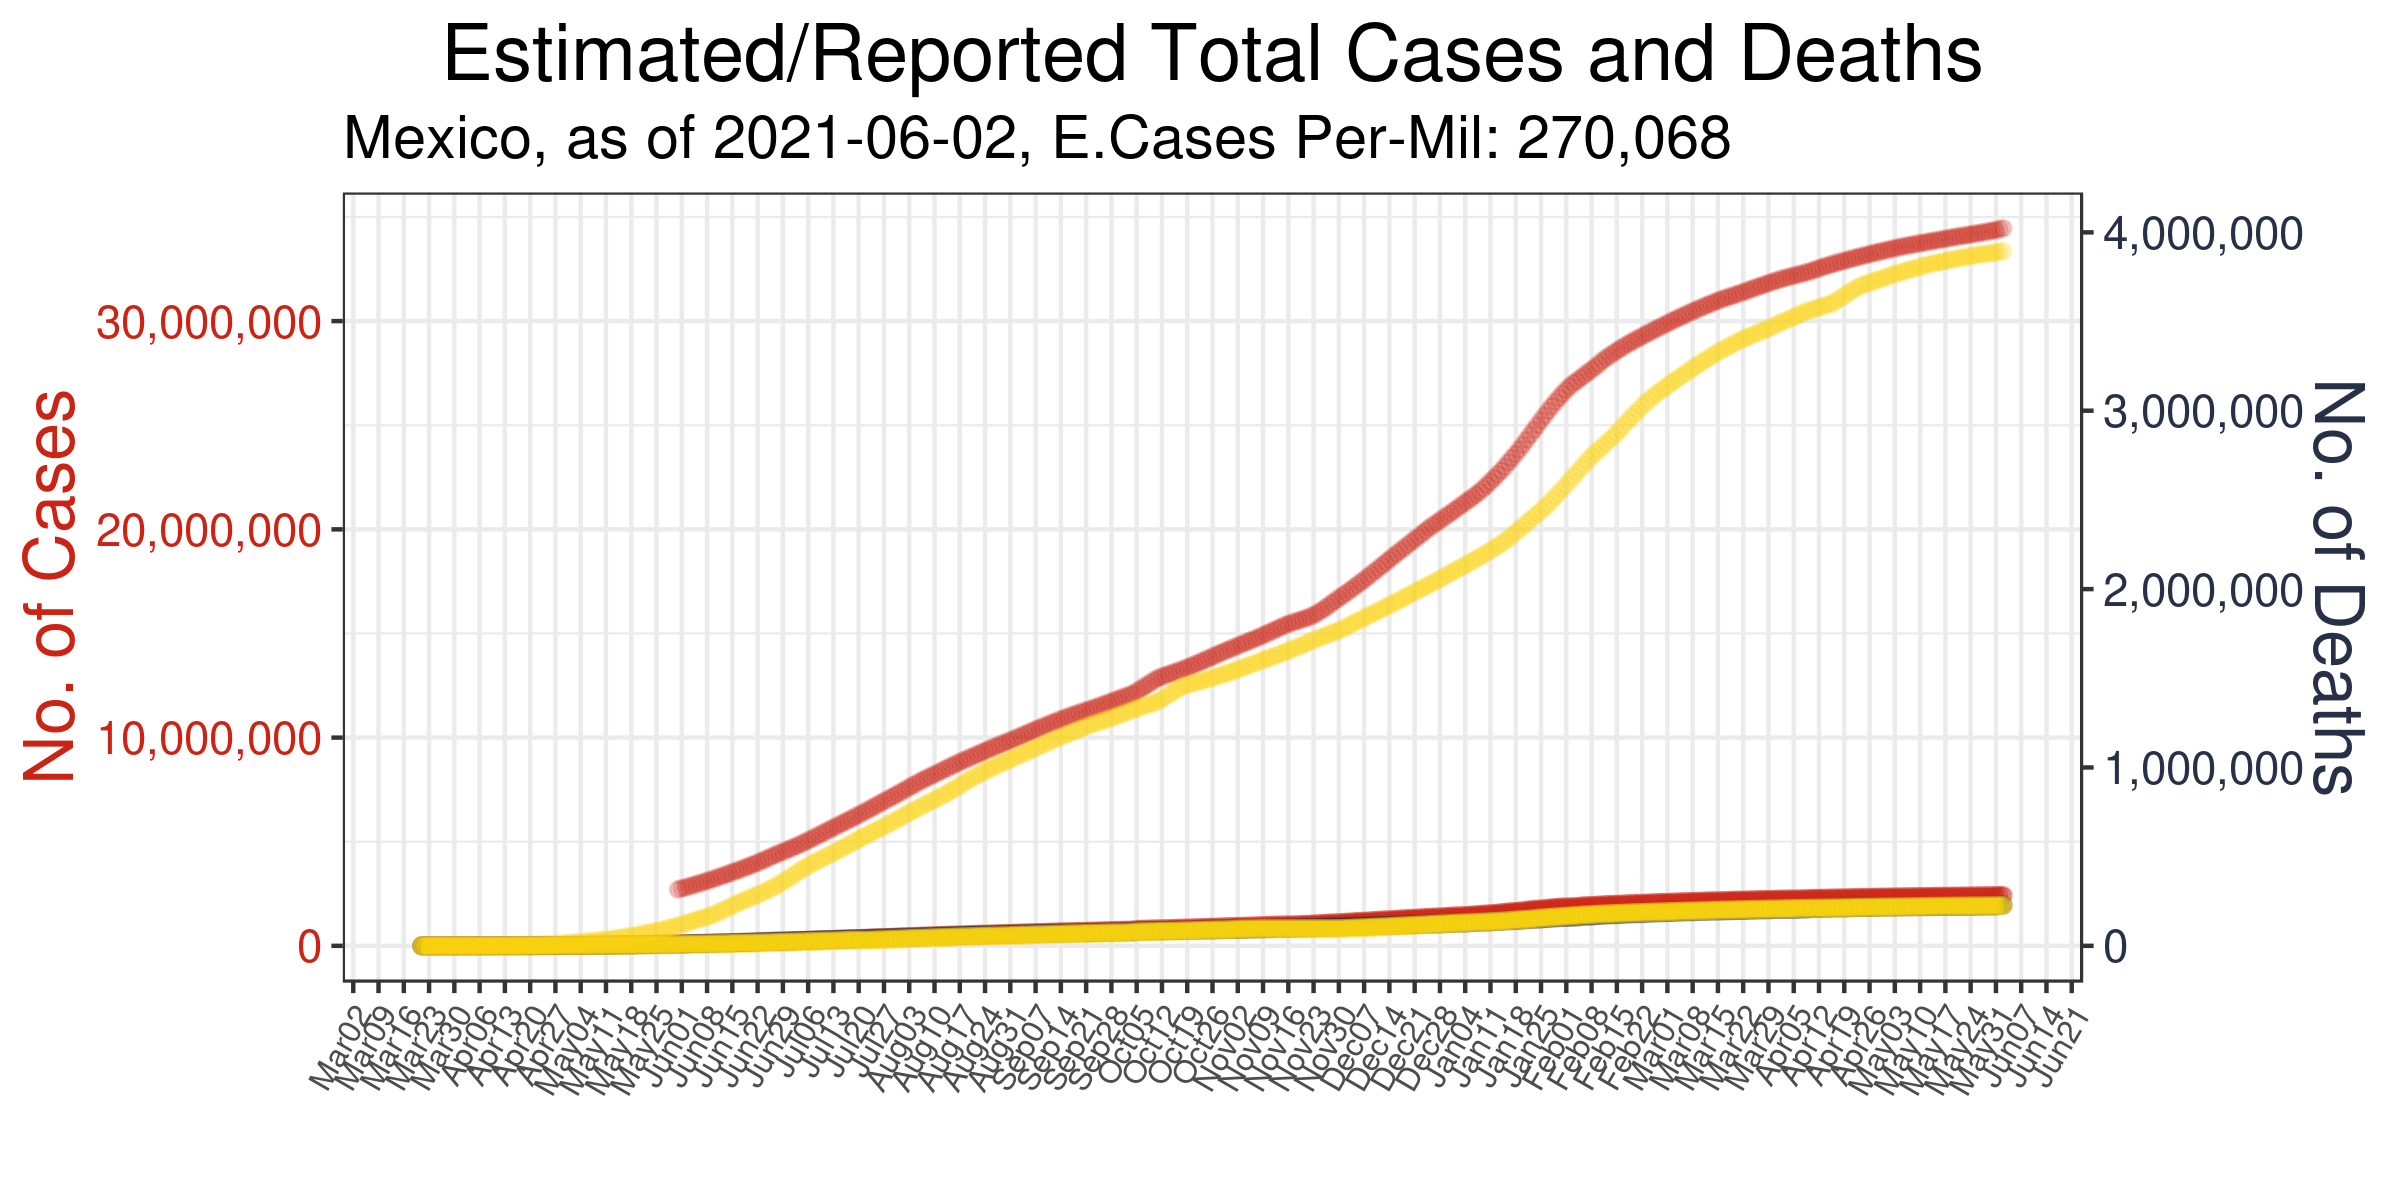 Estimated/Reported Total Cases and Deaths
Mexico, as of 2021-06-02, E.Cases Per-Mil: 270,068
No. of Cases
30,000,000
20,000,000
10,000,000
0
4,000,000
3,000,000
2,000,000
1,000,000
0
No. of Deaths
Mar02
Mar09
Mar16
Mar23
Mar30
Apr06
Apr13
Apr20
Apr27
May04
May11
May18
May25
Jun01
Jun08
Jun15
Jun22
Jun29
Jul06
Jul13
Jul20
Jul27
Aug03
Aug10
Aug17
Aug24
Aug31
Sep07
Sep14
Sep21
Sep28
Oct05
Oct12
Oct19
Oct26
Nov02
Nov09
Nov16
Nov23
Nov30
Dec07
Dec14
Dec21
Dec28
Jan04
Jan11
Jan18
Jan25
Feb01
Feb08
Feb15
Feb22
Mar01
Mar08
Mar15
Mar22
Mar29
Apr05
Apr12
Apr19
Apr26
May03
May10
May17
May24
May31
Jun07
Jun14
Jun21